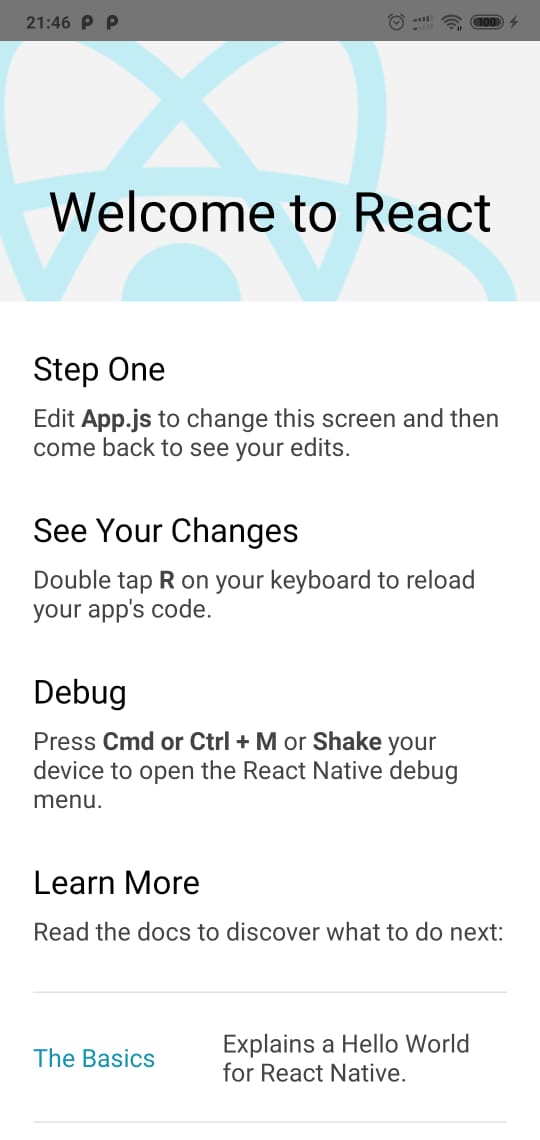 21:46
100
Welcome to React
Step One
Edit App.js to change this screen and then
come back to see your edits.
See Your Changes
Double tap R on your keyboard to reload
your app's code.
Debug
Press Cmd or Ctrl + M or Shake your
device to open the React Native debug
menu.
Learn More
Read the docs to discover what to do next:
The Basics
Explains a Hello World
for React Native.